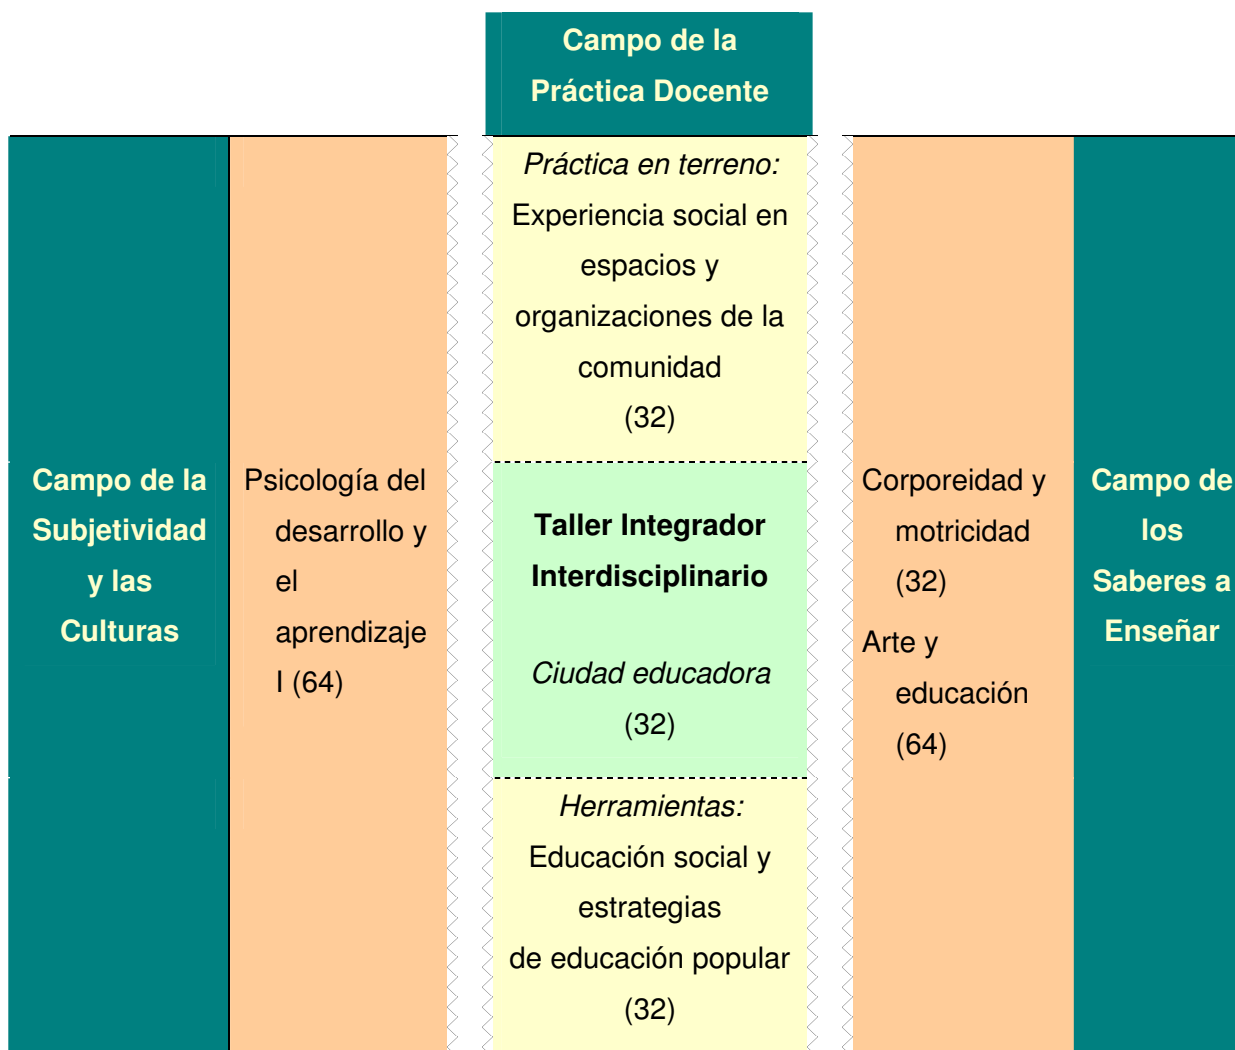 Campo de la
Práctica Docente
Campo de la
Subjetividad
y las
Culturas
Psicología del
desarrollo y
el
aprendizaje
I (64)
Práctica en terreno:
Experiencia social en
espacios y
organizaciones de la
comunidad
(32)
Taller Integrador
Interdisciplinario
Ciudad educadora
(32)
Herramientas:
Educación social y
estrategias
de educación popular
(32)
Corporeidad y
motricidad
(32)
Arte y
educación
(64)
Campo de
los
Saberes a
Enseñar